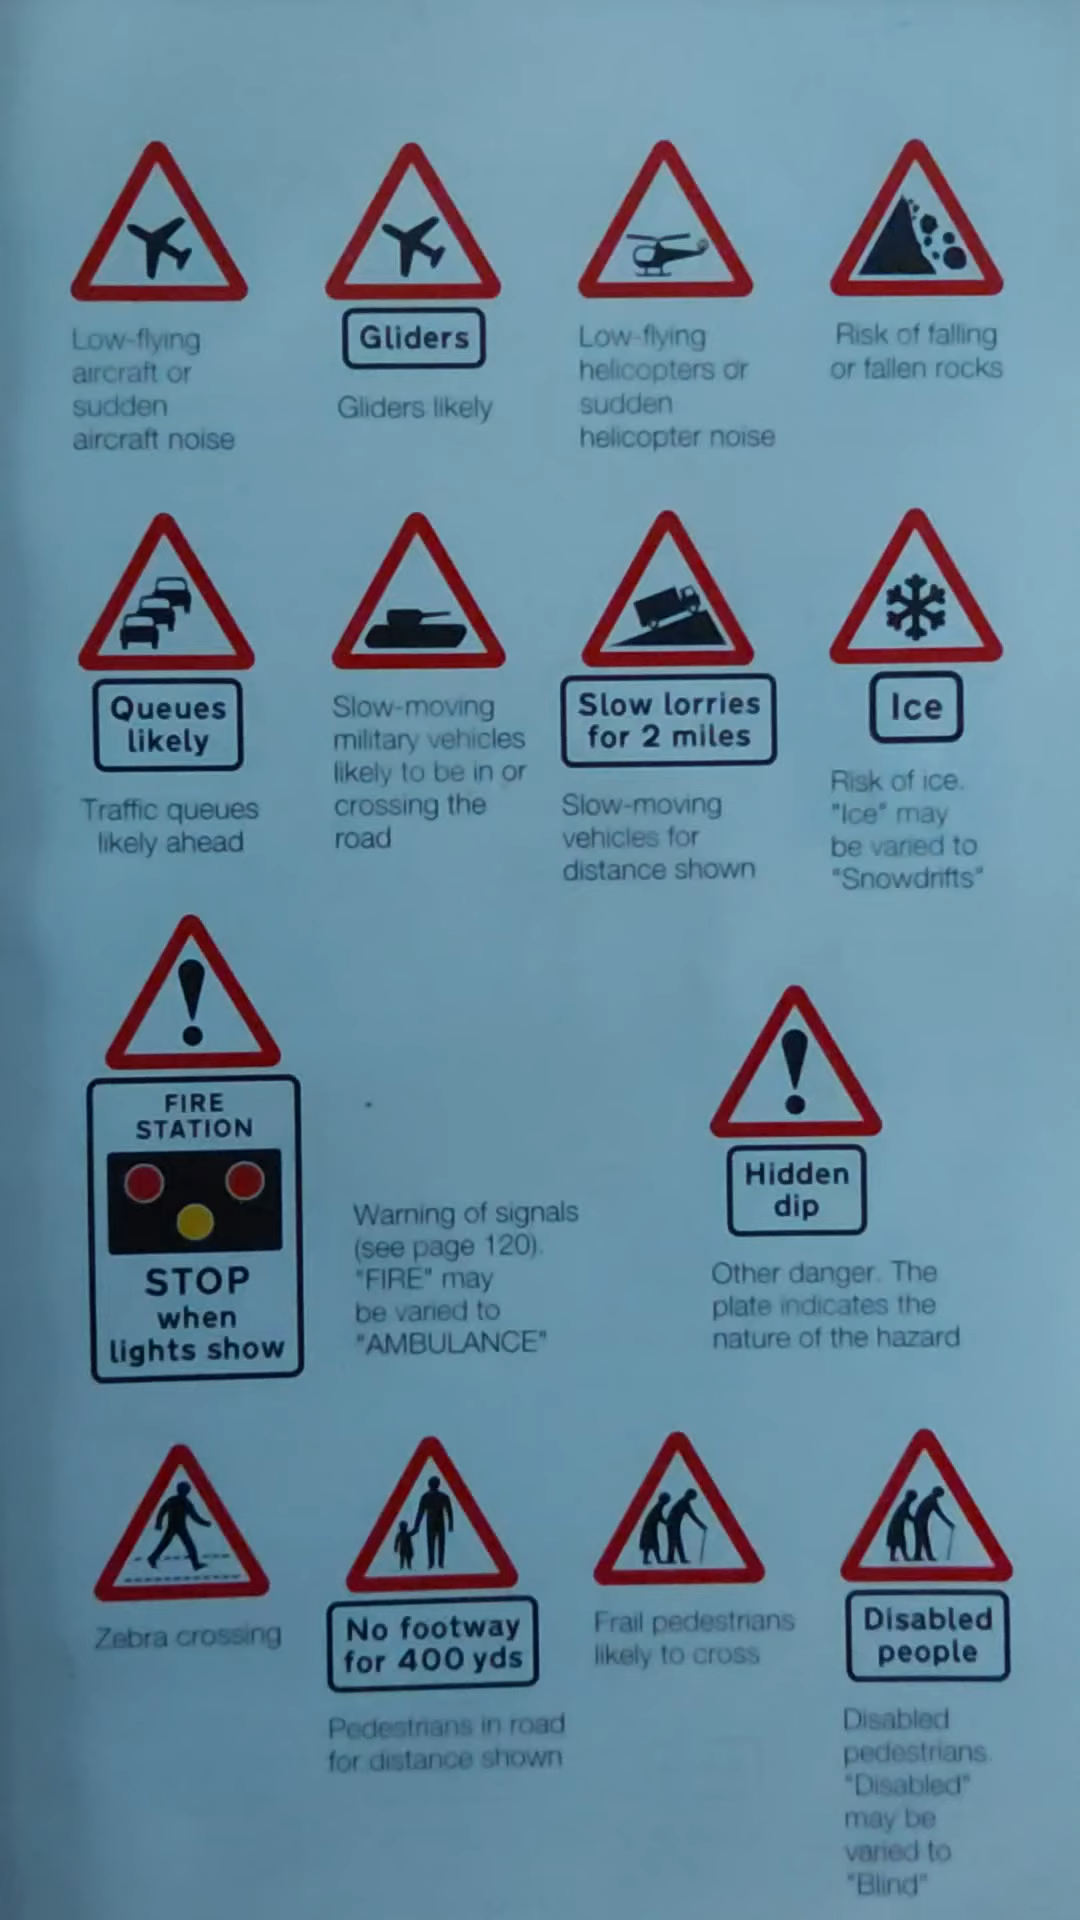 Low-flying
aircraft or
sudden
aircraft noise
Gliders
Gliders likely
Low-flying
helicopters or
sudden
helicopter noise
Risk of falling
or fallen rocks
Queues
likely
Traffic queues
likely ahead
Slow-moving
military vehicles
likely to be in or
crossing the
road
Slow lorries
for 2 miles
Slow-moving
vehicles for
distance shown
Ice
Risk of ice.
"Ice" may
be varied to
"Snowdrifts"
FIRE
STATION
STOP
when
lights show
Warning of signals
(see page 120).
"FIRE" may
be varied to
"AMBULANCE"
Hidden
dip
Other danger. The
plate indicates the
nature of the hazard
Zebra crossing
No footway
for 400 yds
Pedestrians in road
for distance shown
Frail pedestrians
likely to cross
Disabled
people
Disabled
pedestrians.
"Disabled"
may be
varied to
"Blind"